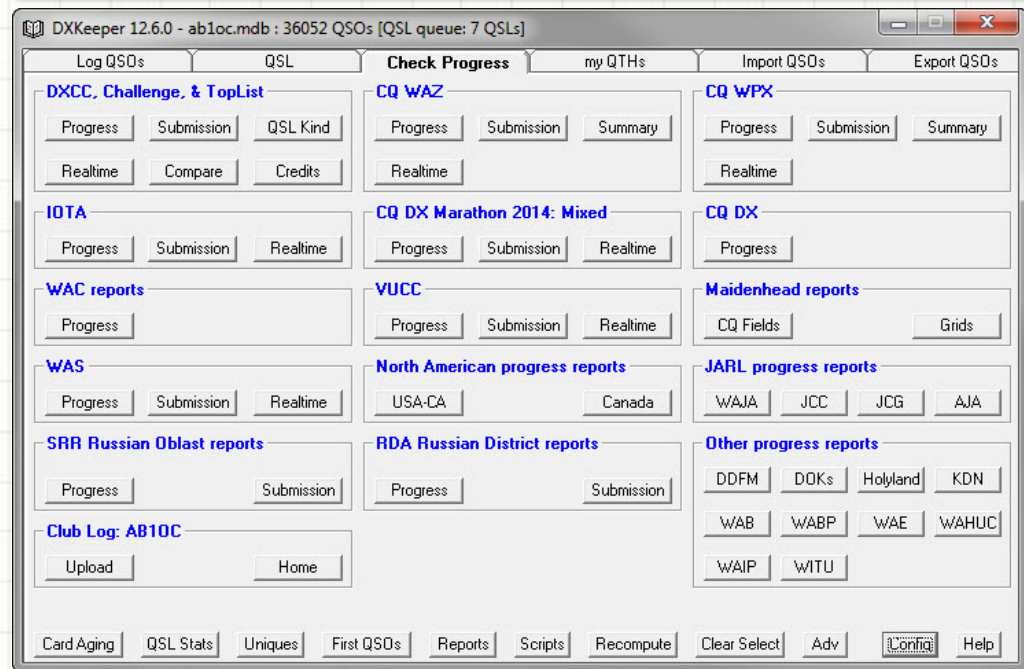 DXKeeper 12.6.0 - ab1oc.mdb : 36052 QSOs [QSL queue: 7 QSLs]
Log QSOs QSL Check Progress my QTHs Import QSOs Export QSOs
DXCC, Challenge, & TopList
Progress Submission QSL Kind
Realtime Compare Credits
CQ WAZ
Progress Submission Summary
Realtime
CQ WPX
Progress Submission Summary
Realtime
IOTA
Progress Submission Realtime
CQ DX Marathon 2014: Mixed
Progress Submission Realtime
CQ DX
Progress
WAC reports
Progress
VUCC
Progress Submission Realtime
Maidenhead reports
CQ Fields Grids
WAS
Progress Submission Realtime
North American progress reports
USA-CA Canada
JARL progress reports
WAJA JCC JCG AJA
SRR Russian Oblast reports
Progress Submission
RDA Russian District reports
Progress Submission
Other progress reports
DDFM DOKs Holyland KDN
WAB WABP WAE WAHUC
WAIP WITU
Club Log: AB1OC
Upload Home
Card Aging QSL Stats Uniques First QSOs Reports Scripts Recompute Clear Select Adv Config Help